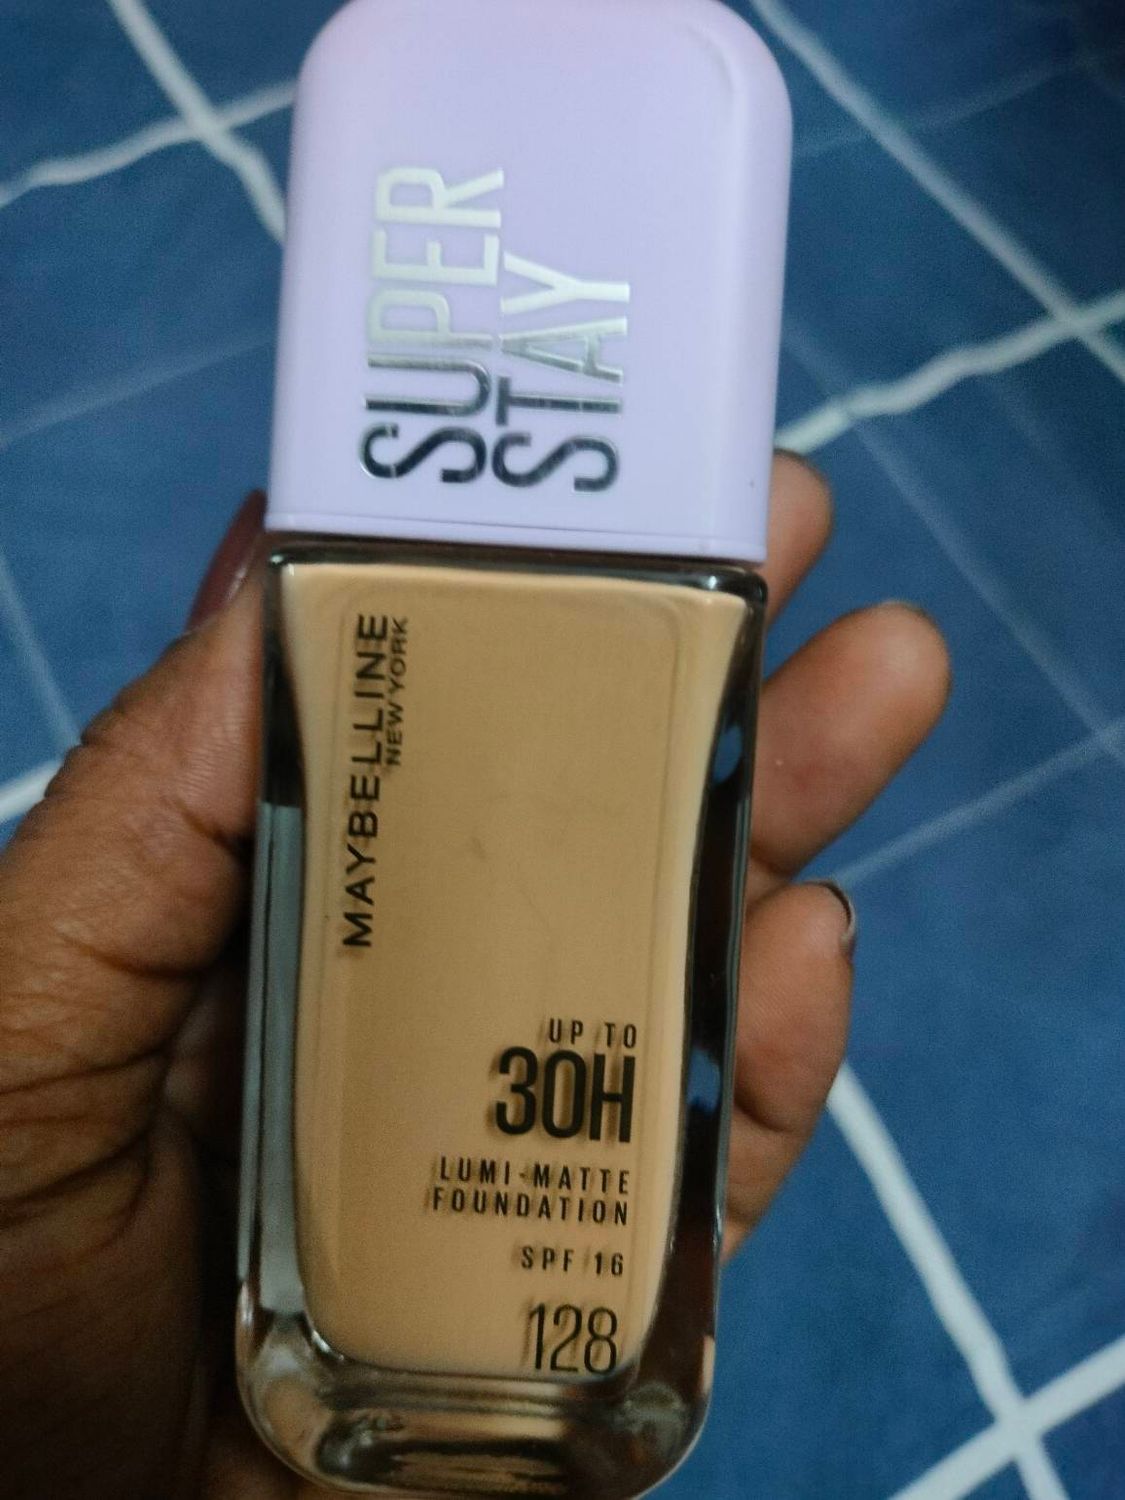 SUPER
STAY
MAYBELLINE
NEW YORK
UP TO
30H
LUMI-MATTE
FOUNDATION
SPF 16
128